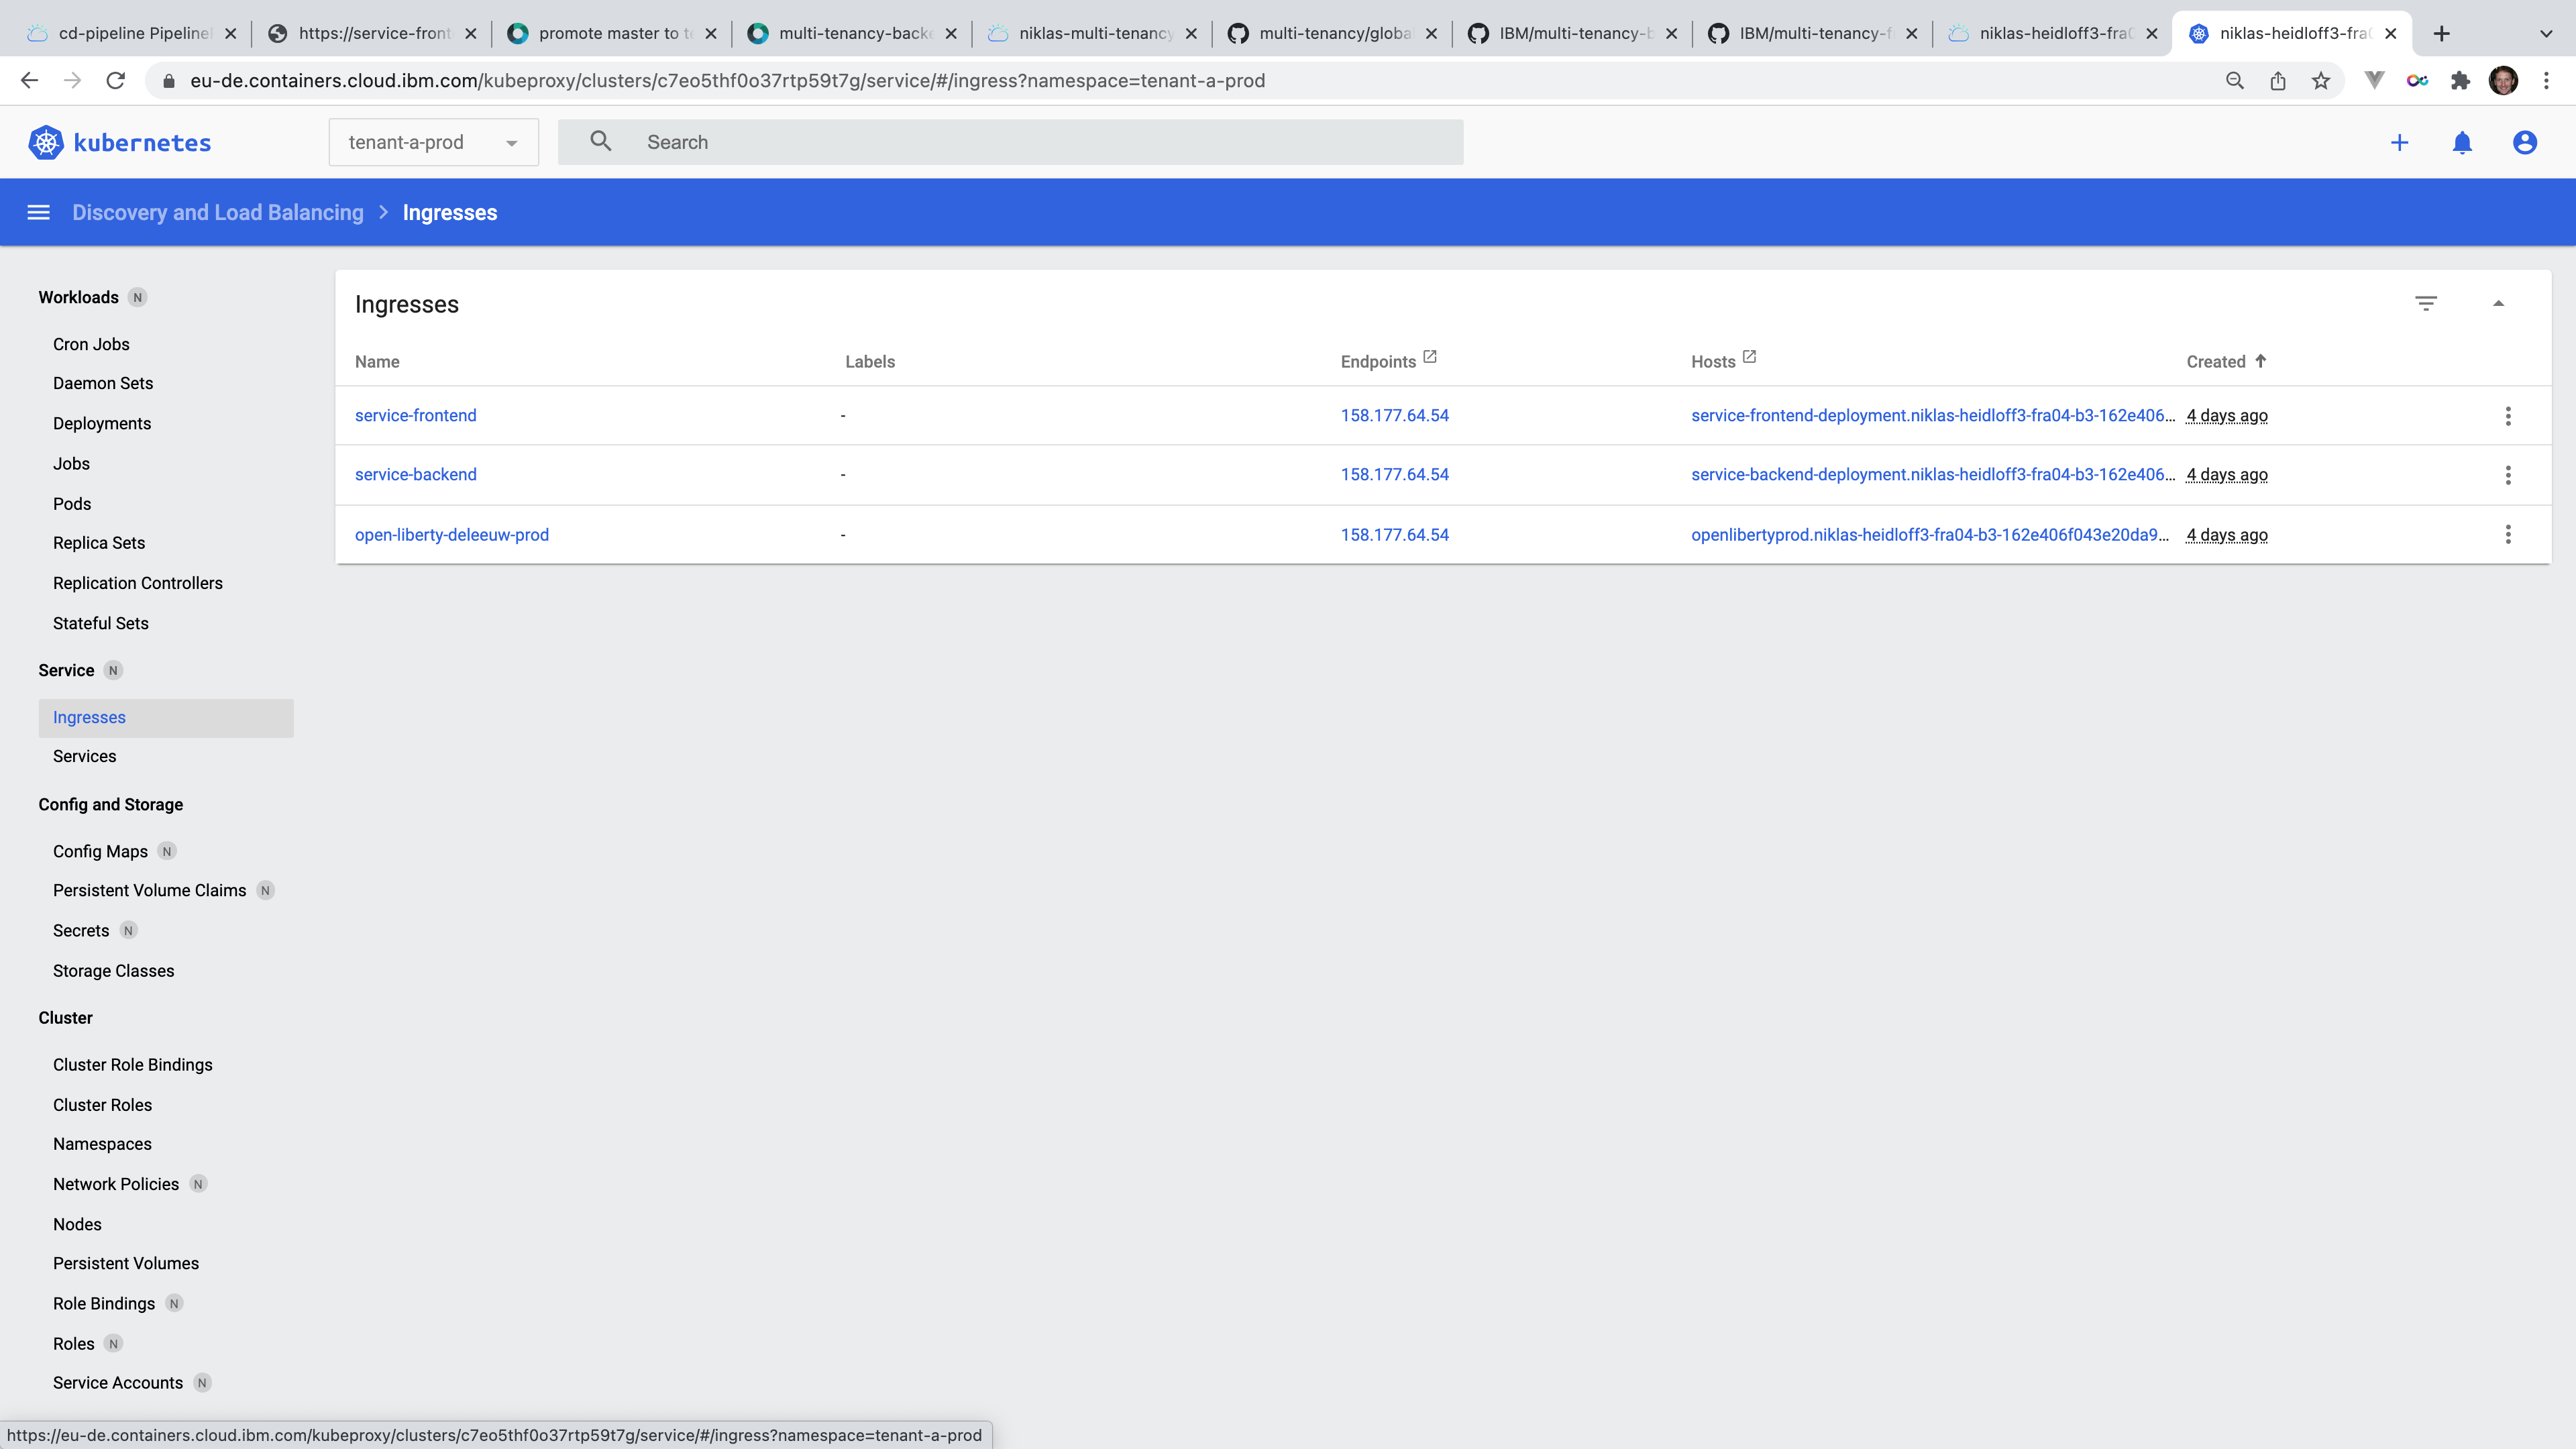 cd-pipeline Pipeline
https://service-front
promote master to te
multi-tenancy-backe
niklas-multi-tenancy
multi-tenancy/globa
IBM/multi-tenancy-b
IBM/multi-tenancy-f
niklas-heidloff3-fra0
niklas-heidloff3-fra0
eu-de.containers.cloud.ibm.com/kubeproxy/clusters/c7eo5thf0o37rtp59t7g/service/#/ingress?namespace=tenant-a-prod
kubernetes
tenant-a-prod
Search
Discovery and Load Balancing > Ingresses
Workloads N
Cron Jobs
Daemon Sets
Deployments
Jobs
Pods
Replica Sets
Replication Controllers
Stateful Sets
Service N
Ingresses
Services
Config and Storage
Config Maps N
Persistent Volume Claims N
Secrets N
Storage Classes
Cluster
Cluster Role Bindings
Cluster Roles
Namespaces
Network Policies N
Nodes
Persistent Volumes
Role Bindings N
Roles N
Service Accounts N
Ingresses
Name Labels Endpoints Hosts Created
service-frontend - 158.177.64.54 service-frontend-deployment.niklas-heidloff3-fra04-b3-162e406... 4 days ago
service-backend - 158.177.64.54 service-backend-deployment.niklas-heidloff3-fra04-b3-162e406... 4 days ago
open-liberty-deleeuw-prod - 158.177.64.54 openlibertyprod.niklas-heidloff3-fra04-b3-162e406f043e20da9... 4 days ago
https://eu-de.containers.cloud.ibm.com/kubeproxy/clusters/c7eo5thf0o37rtp59t7g/service/#/ingress?namespace=tenant-a-prod